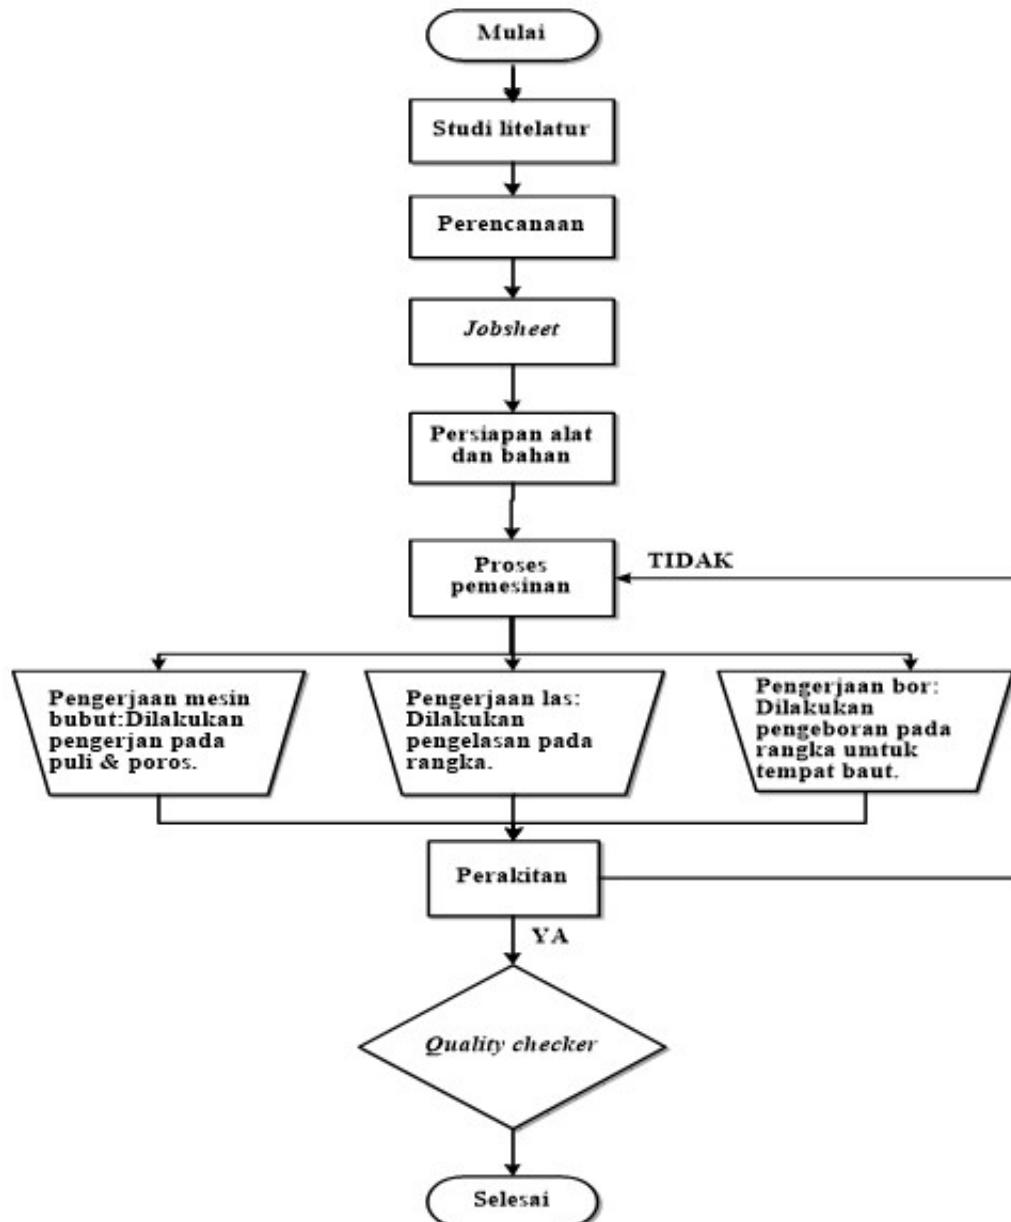 Mulai
Studi litelatur
Perencanaan
Jobsheet
Persiapan alat
dan bahan
Proses
pemesinan
TIDAK
Pengerjaan mesin
bubut:Dilakukan
pengerjan pada
puli & poros.
Pengerjaan las:
Dilakukan
pengelasan pada
rangka.
Pengerjaan bor:
Dilakukan
pengeboran pada
rangka umtuk
tempat baut.
Perakitan
YA
Quality checker
Selesai